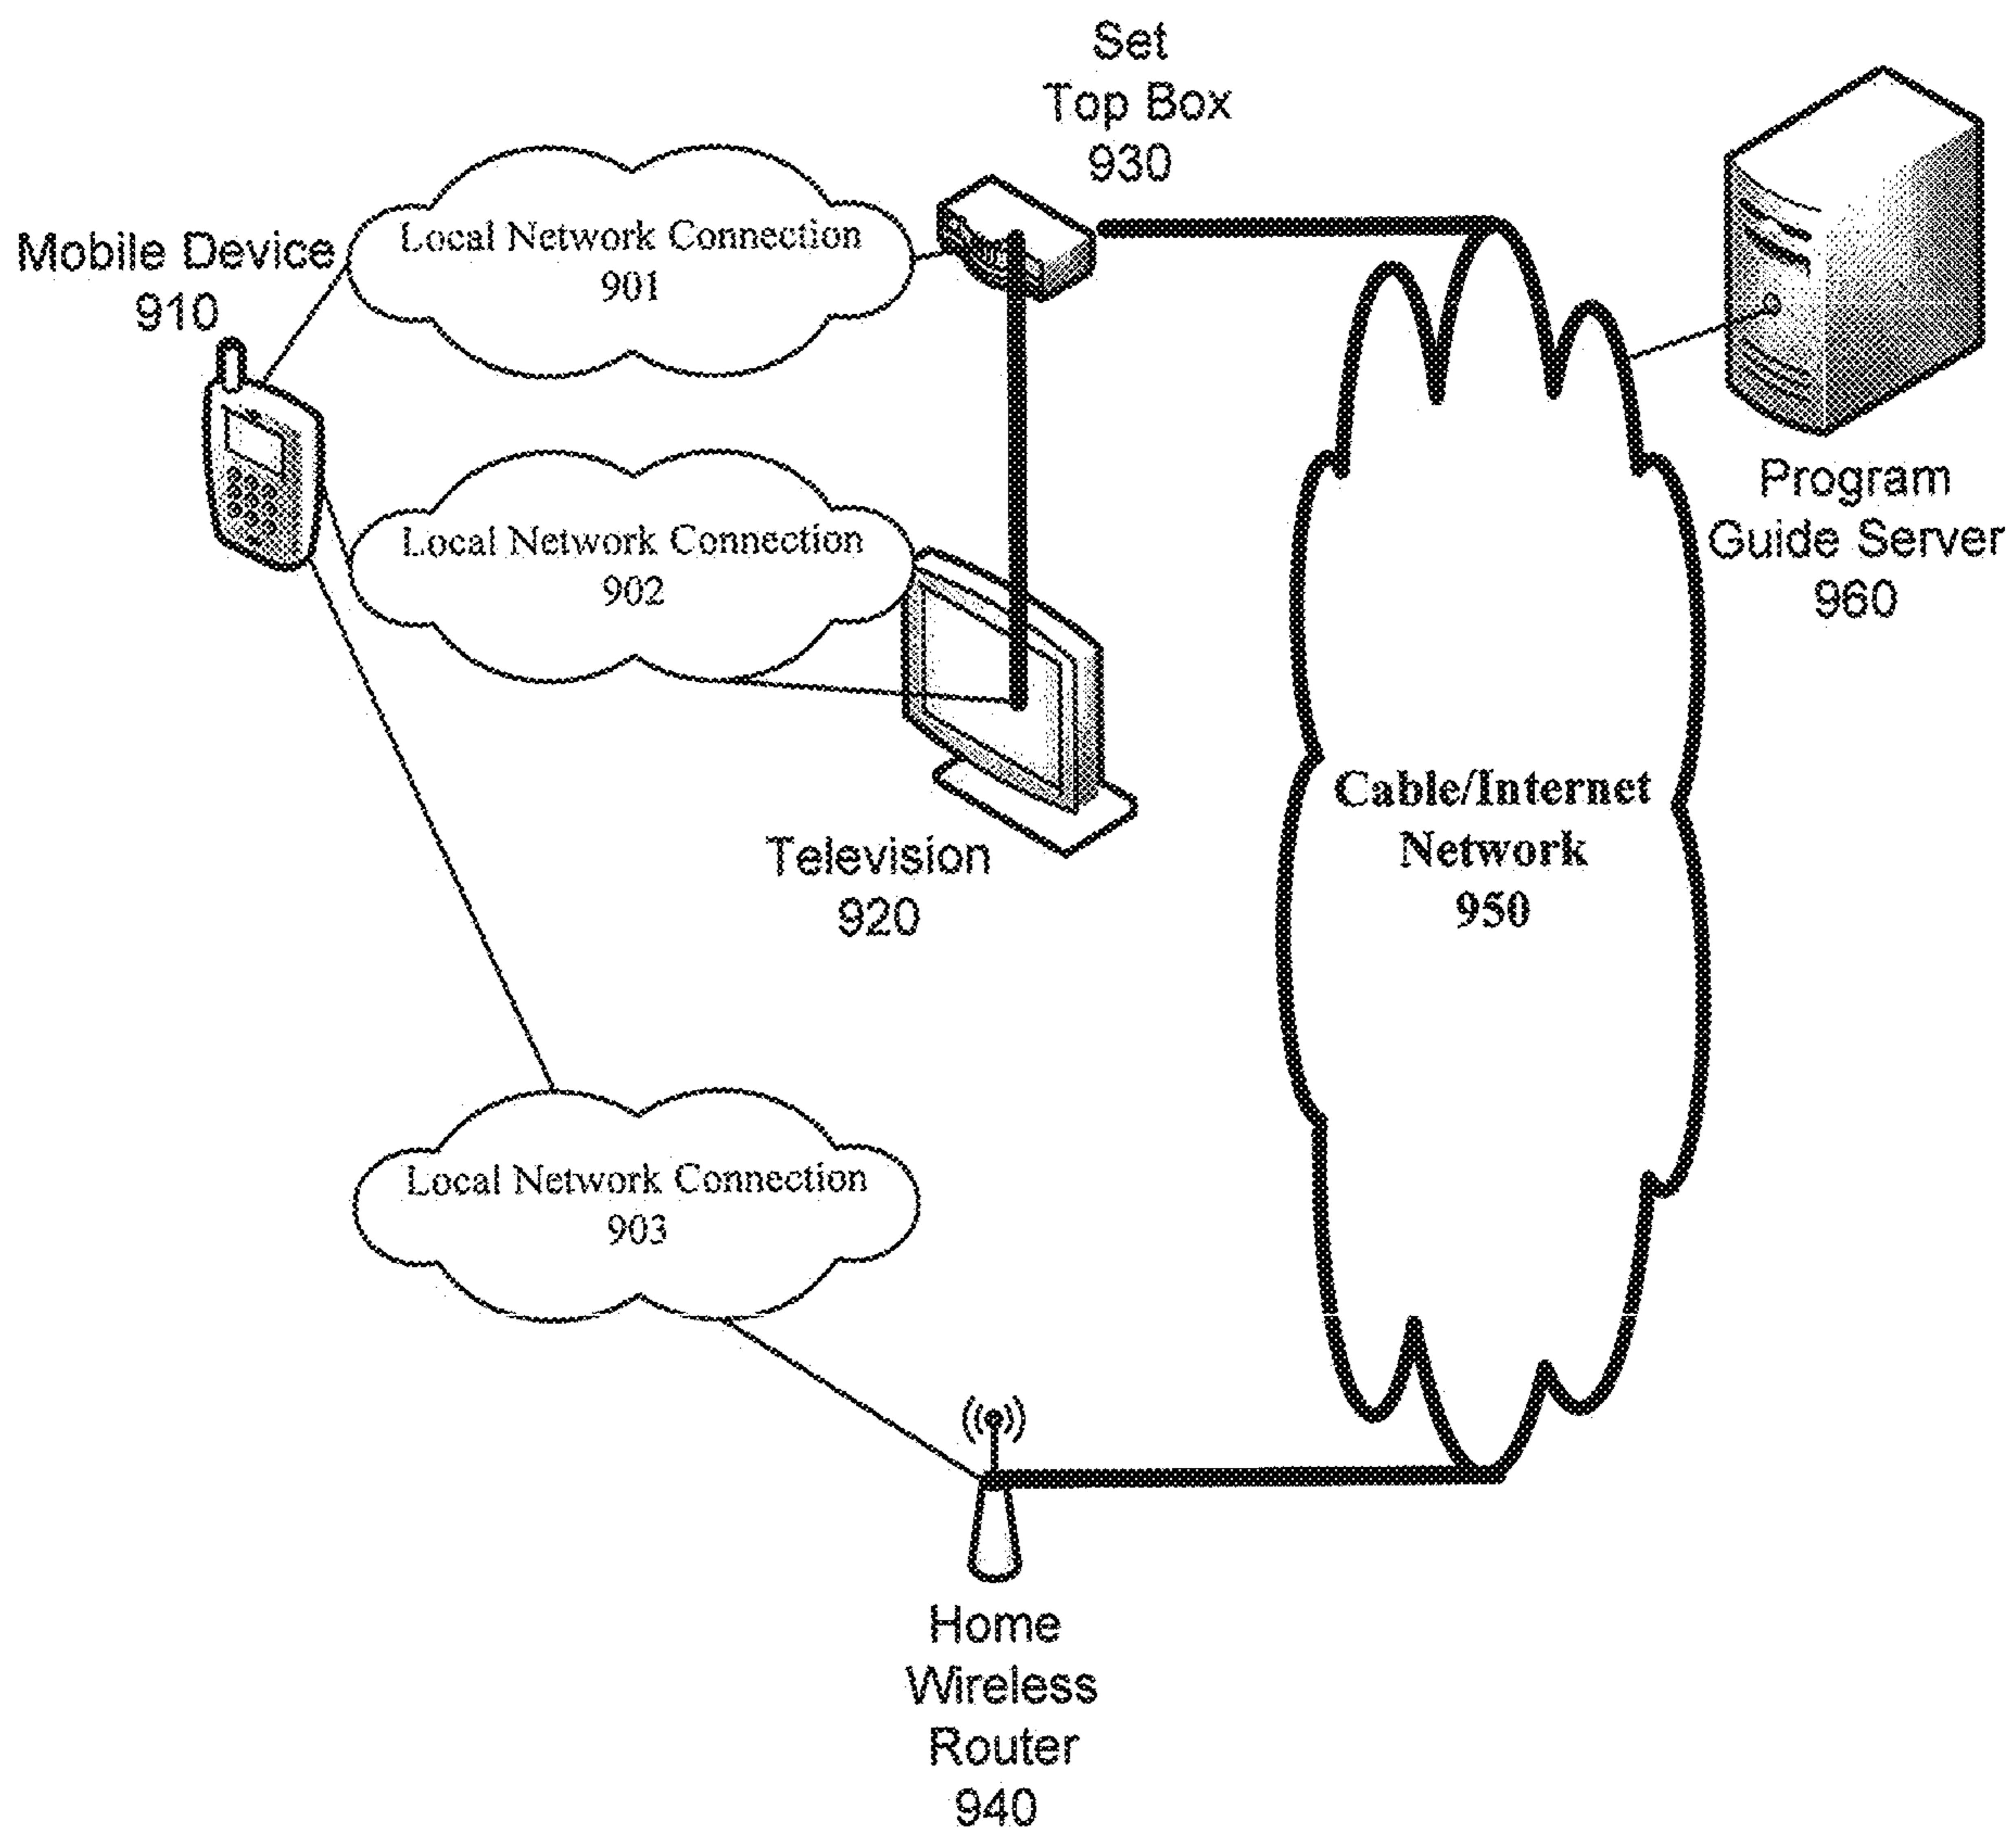 Set
Top Box
930
Mobile Device
910
Local Network Connection
901
Local Network Connection
902
Program
Guide Server
960
Television
920
Cable/Internet
Network
950
Local Network Connection
903
Home
Wireless
Router
940